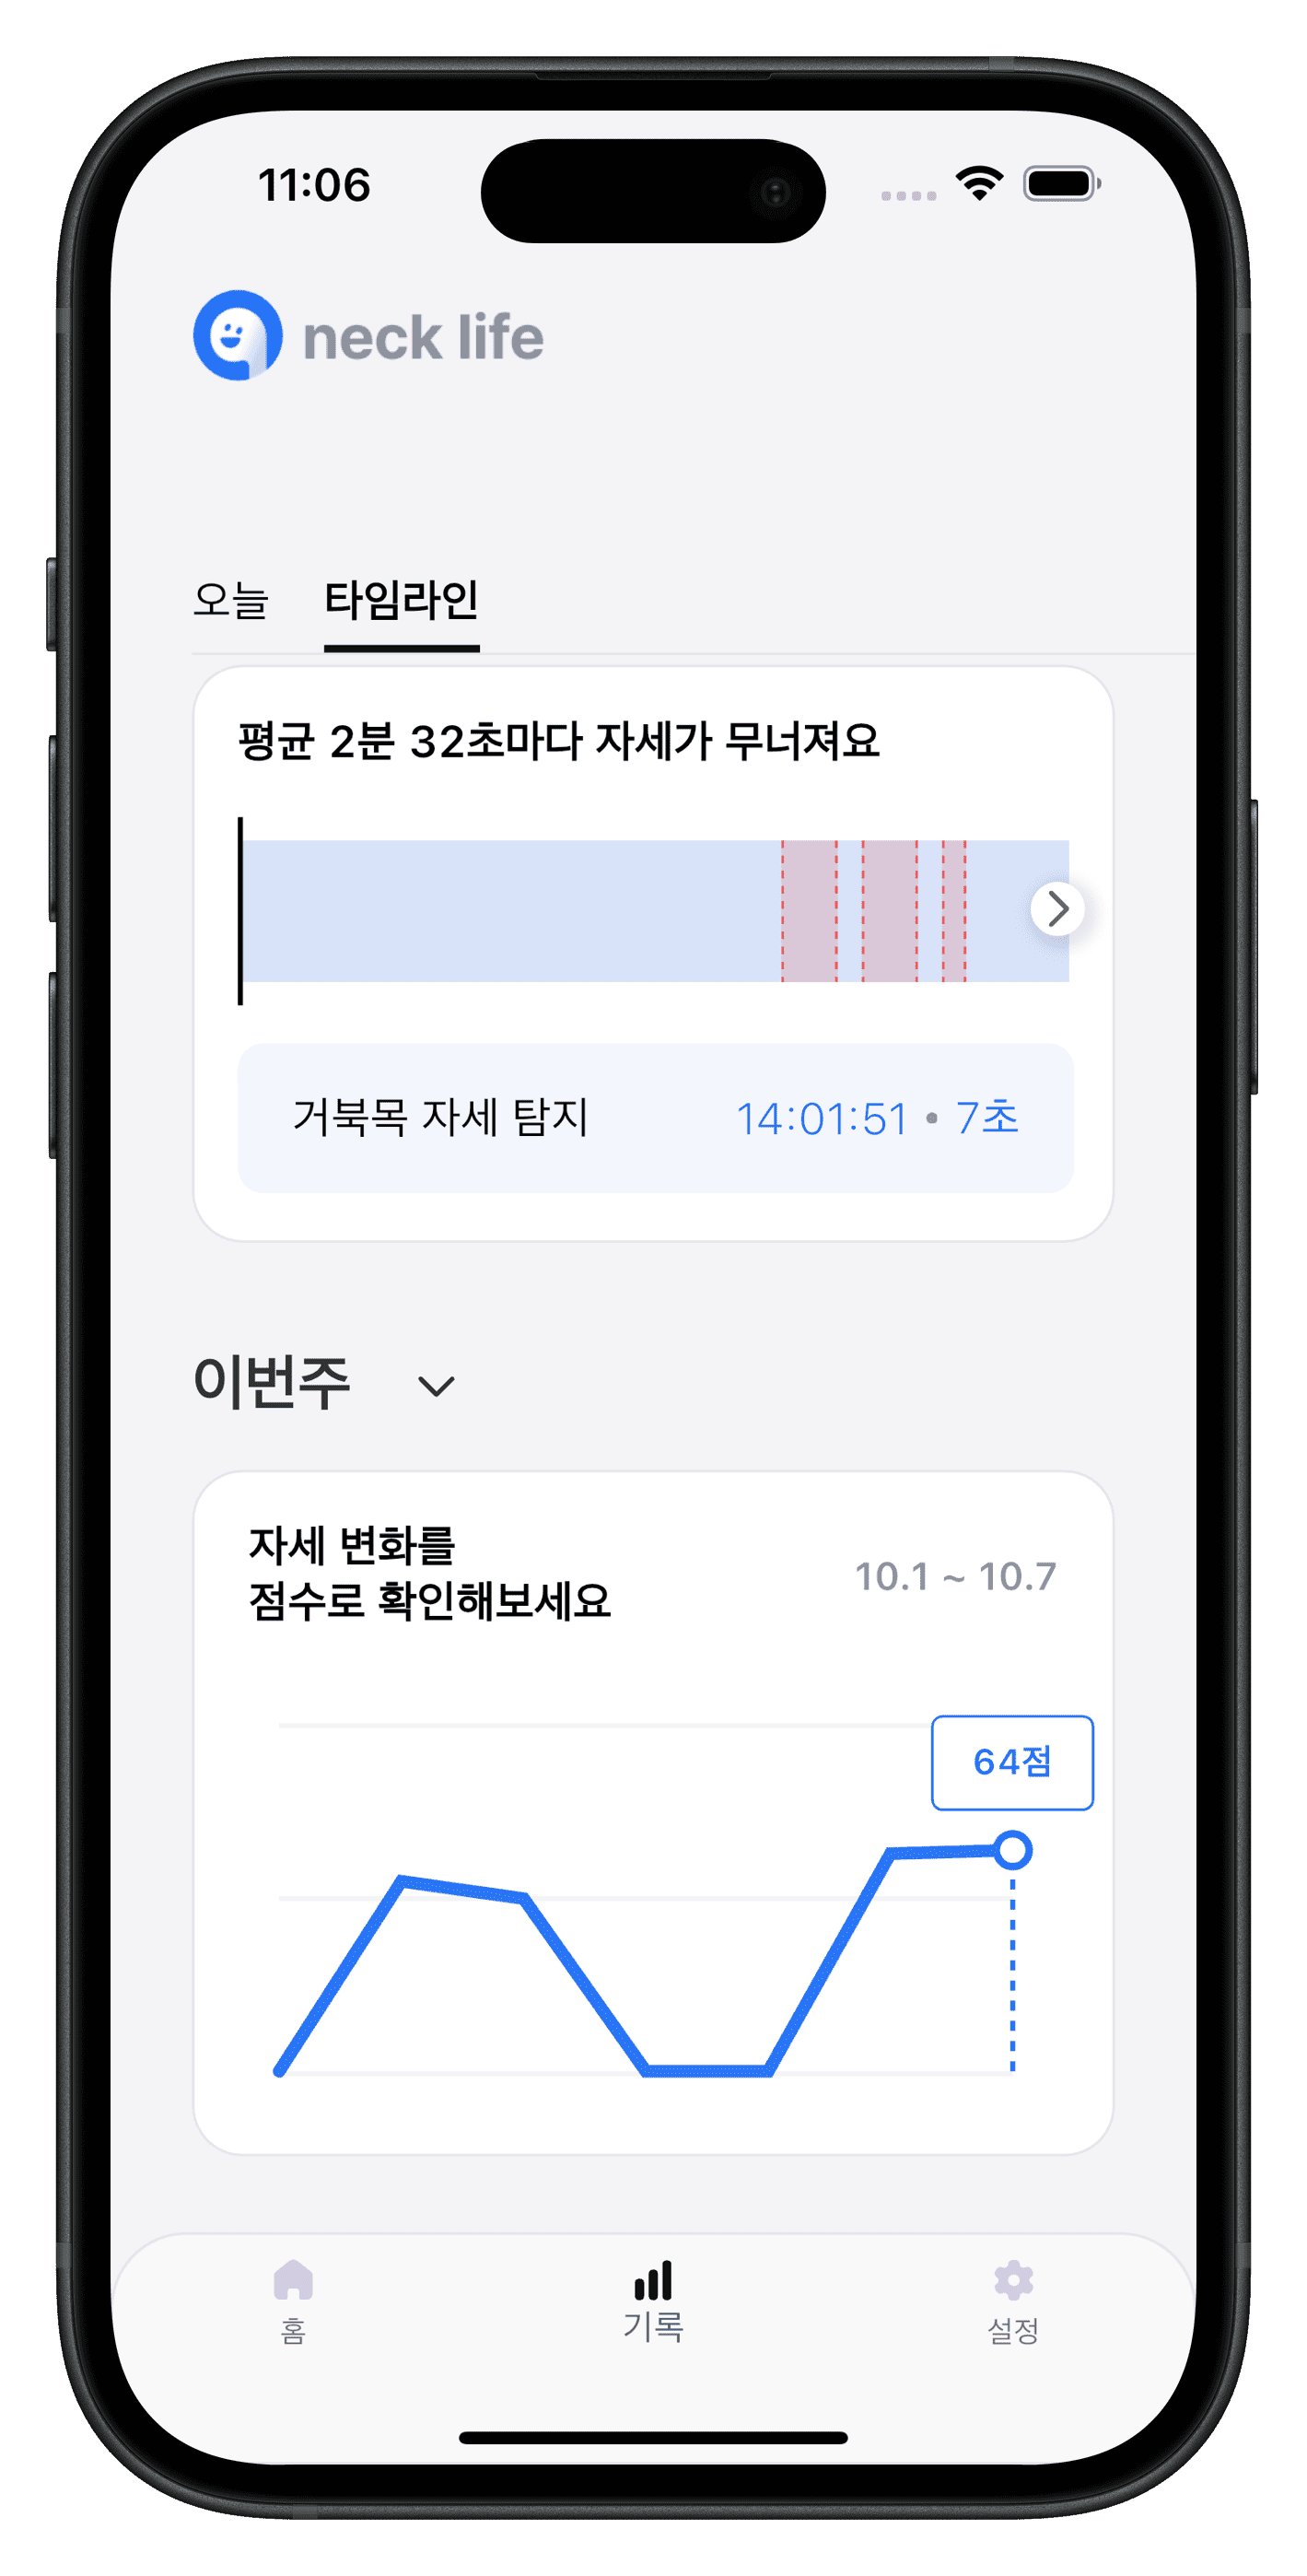 11:06
neck life
오늘 타임라인
평균 2분 32초마다 자세가 무너져요
거북목 자세 탐지 14:01:51 • 7초
이번주
자세 변화를
점수로 확인해보세요
10.1 ~ 10.7
64점
홈 기록 설정